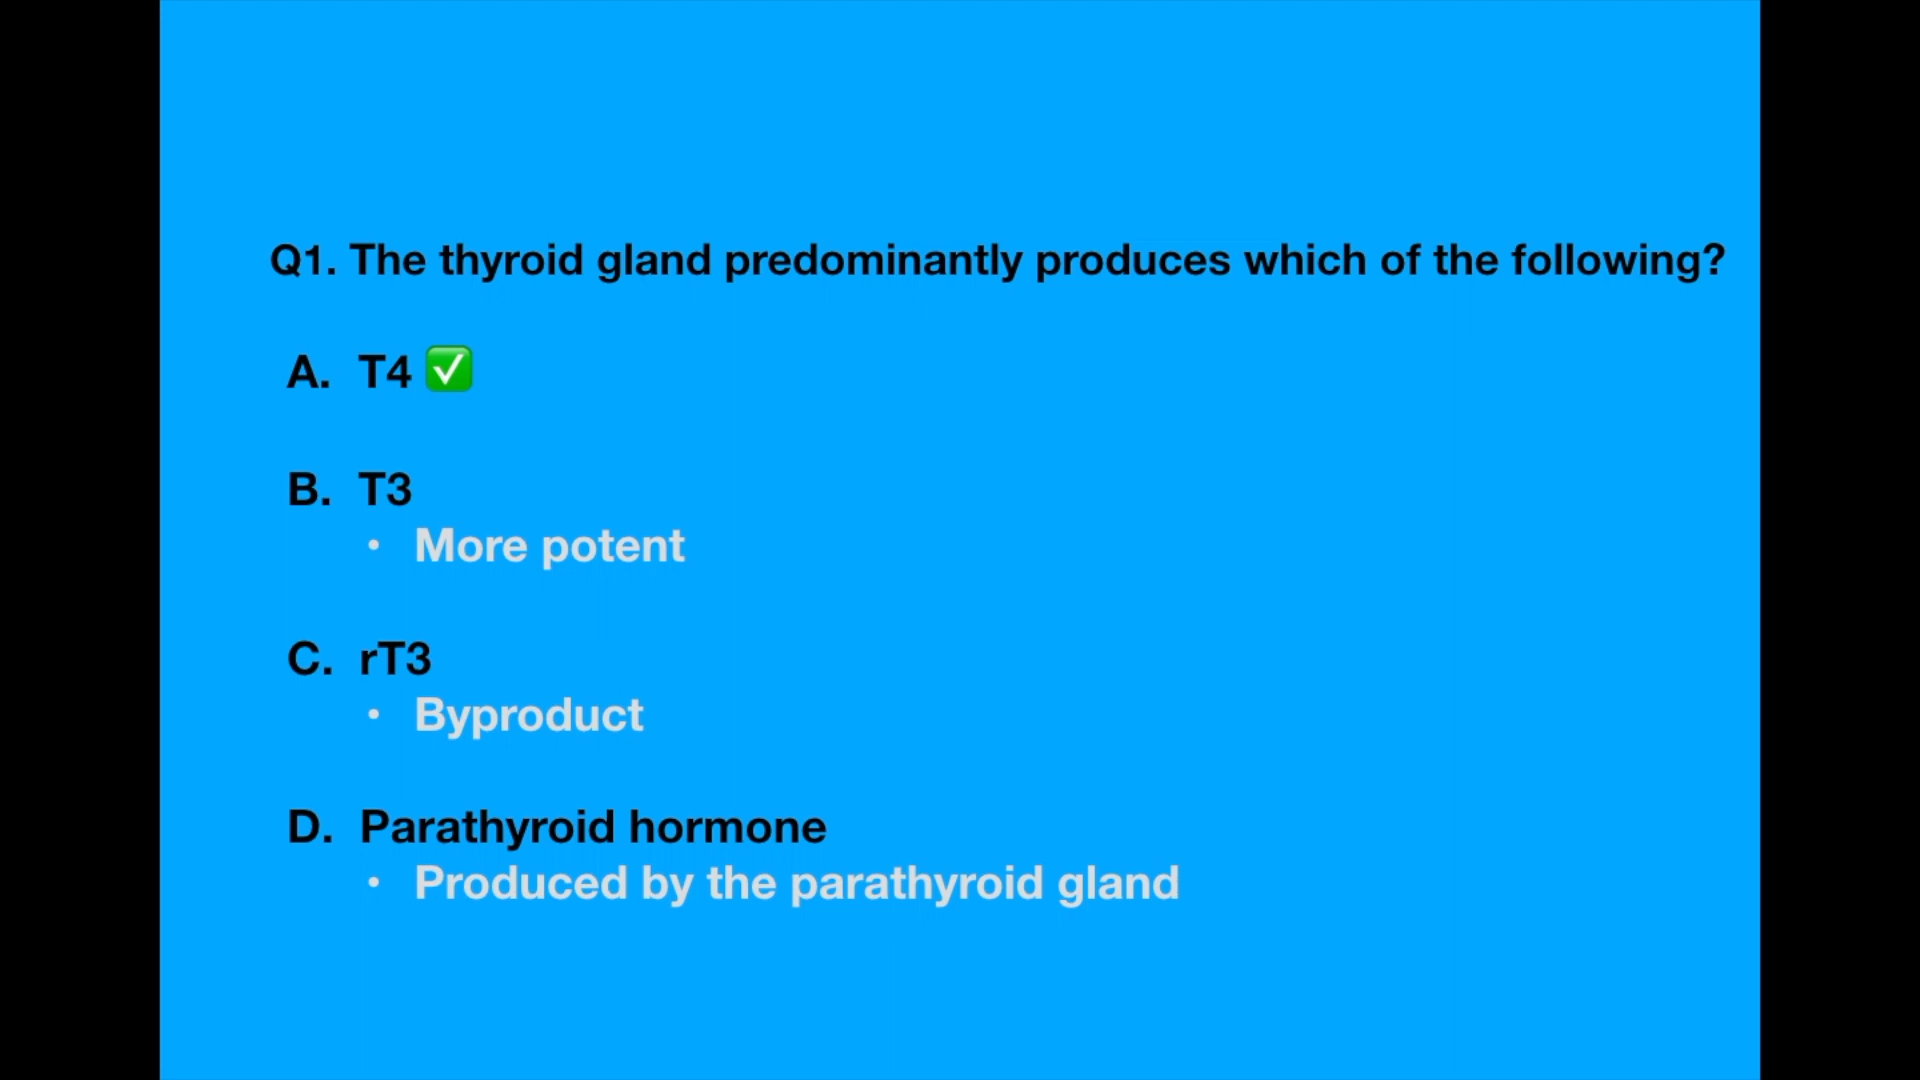 Q1. The thyroid gland predominantly produces which of the following?
A. T4 ✅
B. T3
• More potent
C. rT3
• Byproduct
D. Parathyroid hormone
• Produced by the parathyroid gland